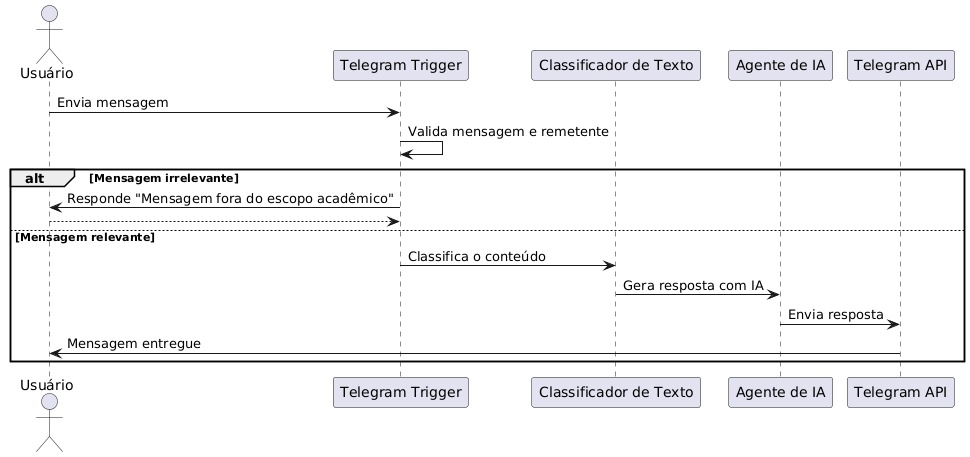 Usuário
Telegram Trigger
Classificador de Texto
Agente de IA
Telegram API
Envia mensagem
Valida mensagem e remetente
alt
[Mensagem irrelevante]
Responde "Mensagem fora do escopo acadêmico"
[Mensagem relevante]
Classifica o conteúdo
Gera resposta com IA
Envia resposta
Mensagem entregue
Usuário
Telegram Trigger
Classificador de Texto
Agente de IA
Telegram API